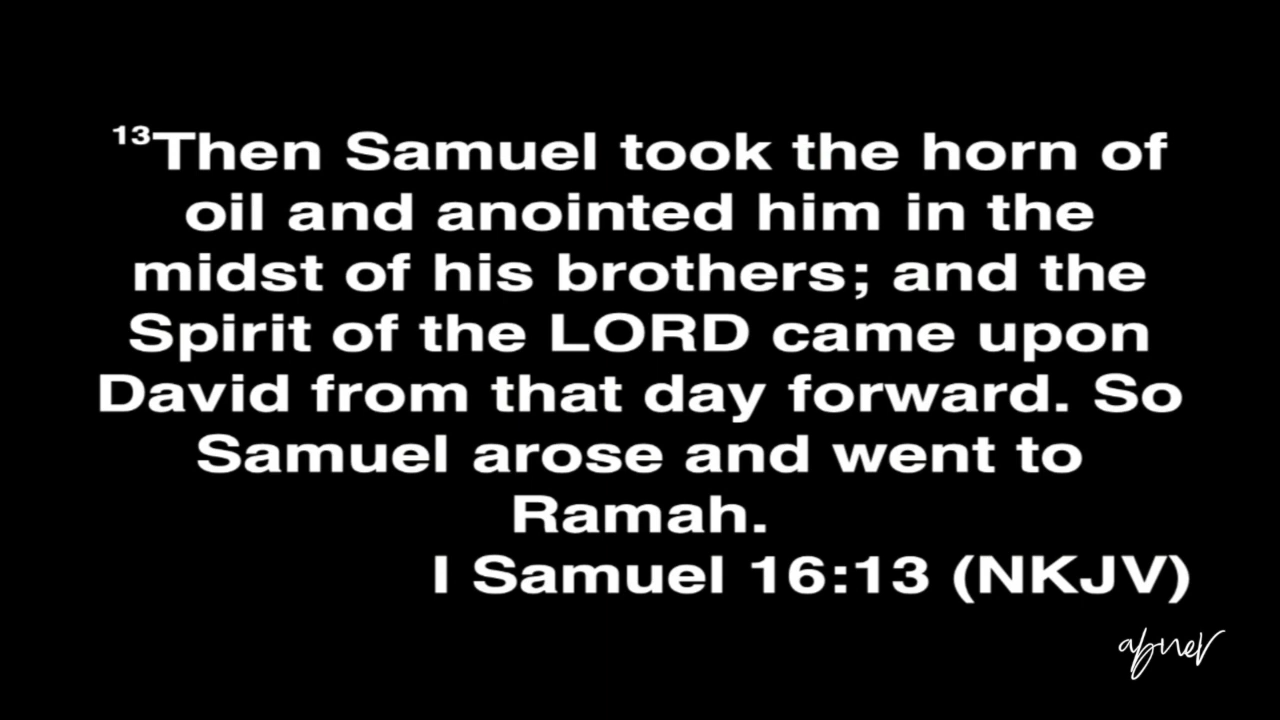 ¹³Then Samuel took the horn of
oil and anointed him in the
midst of his brothers; and the
Spirit of the LORD came upon
David from that day forward. So
Samuel arose and went to
Ramah.
I Samuel 16:13 (NKJV)
abner